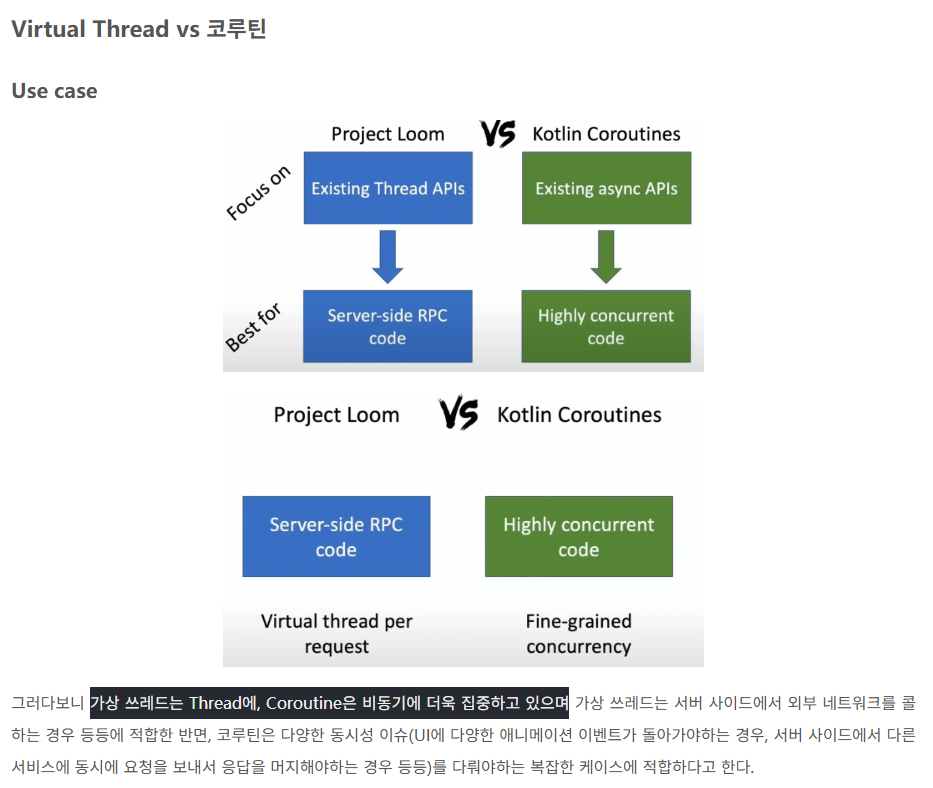 Virtual Thread vs 코루틴
Use case
Project Loom VS Kotlin Coroutines
Focus on
Existing Thread APIs
Existing async APIs
Best for
Server-side RPC
code
Highly concurrent
code
Project Loom VS Kotlin Coroutines
Server-side RPC
code
Highly concurrent
code
Virtual thread per
request
Fine-grained
concurrency
그러다보니 가상 쓰레드는 Thread에, Coroutine은 비동기에 더욱 집중하고 있으며 가상 쓰레드는 서버 사이드에서 외부 네트워크를 콜
하는 경우 등등에 적합한 반면, 코루틴은 다양한 동시성 이슈(UI에 다양한 애니메이션 이벤트가 돌아가야하는 경우, 서버 사이드에서 다른
서비스에 동시에 요청을 보내서 응답을 머지해야하는 경우 등등)를 다뤄야하는 복잡한 케이스에 적합하다고 한다.